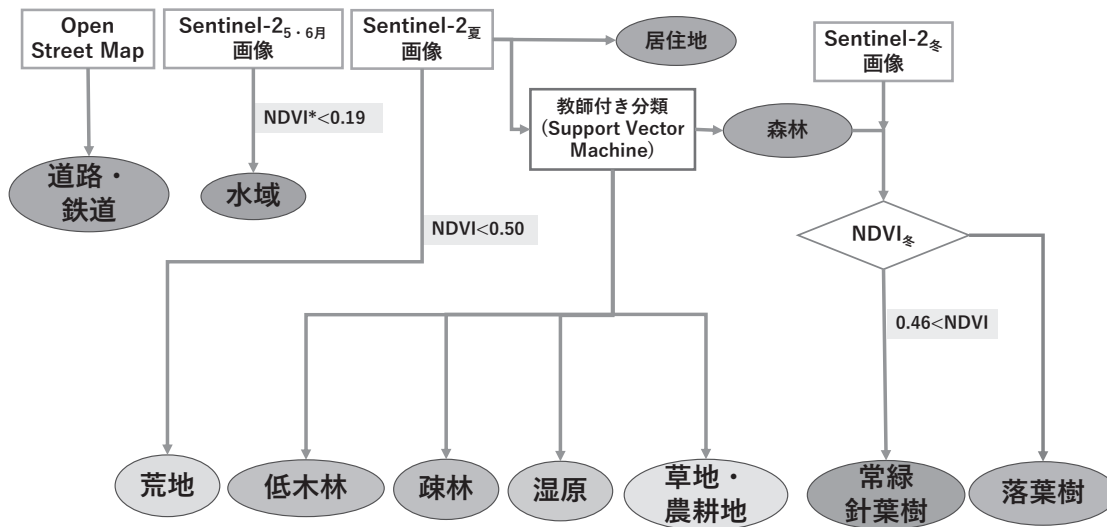 Open
Street Map
Sentinel-2₅・₆月
画像
Sentinel-2夏
画像
居住地
Sentinel-2冬
画像
NDVI*<0.19
教師付き分類
(Support Vector
Machine)
森林
道路・
鉄道
水域
NDVI<0.50
NDVI冬
0.46<NDVI
荒地
低木林
疎林
湿原
草地・
農耕地
常緑
針葉樹
落葉樹